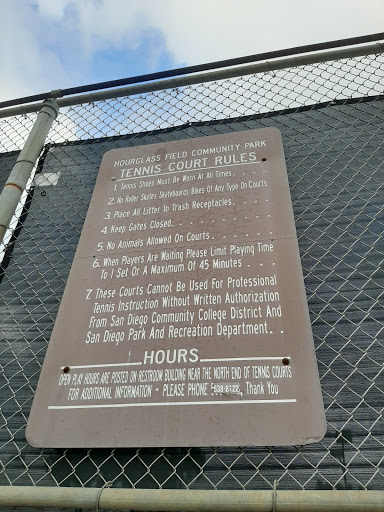 HOURGLASS FIELD COMMUNITY PARK
TENNIS COURT RULES
1. Tennis Shoes Must Be Worn At All Times . . . .
2. No Roller Skates Skateboards Bikes Of Any Type On Courts
3. Place All Litter In Trash Receptacles. . . . .
4. Keep Gates Closed. . . . . . . . . .
5. No Animals Allowed On Courts . . . . . .
6. When Players Are Waiting Please Limit Playing Time
To 1 Set Or A Maximum Of 45 Minutes . . .
7. These Courts Cannot Be Used For Professional
Tennis Instruction Without Written Authorization
From San Diego Community College District And
San Diego Park And Recreation Department. . .
HOURS
OPEN PLAY HOURS ARE POSTED ON RESTROOM BUILDING NEAR THE NORTH END OF TENNIS COURTS
FOR ADDITIONAL INFORMATION • PLEASE PHONE 538-8122, Thank You